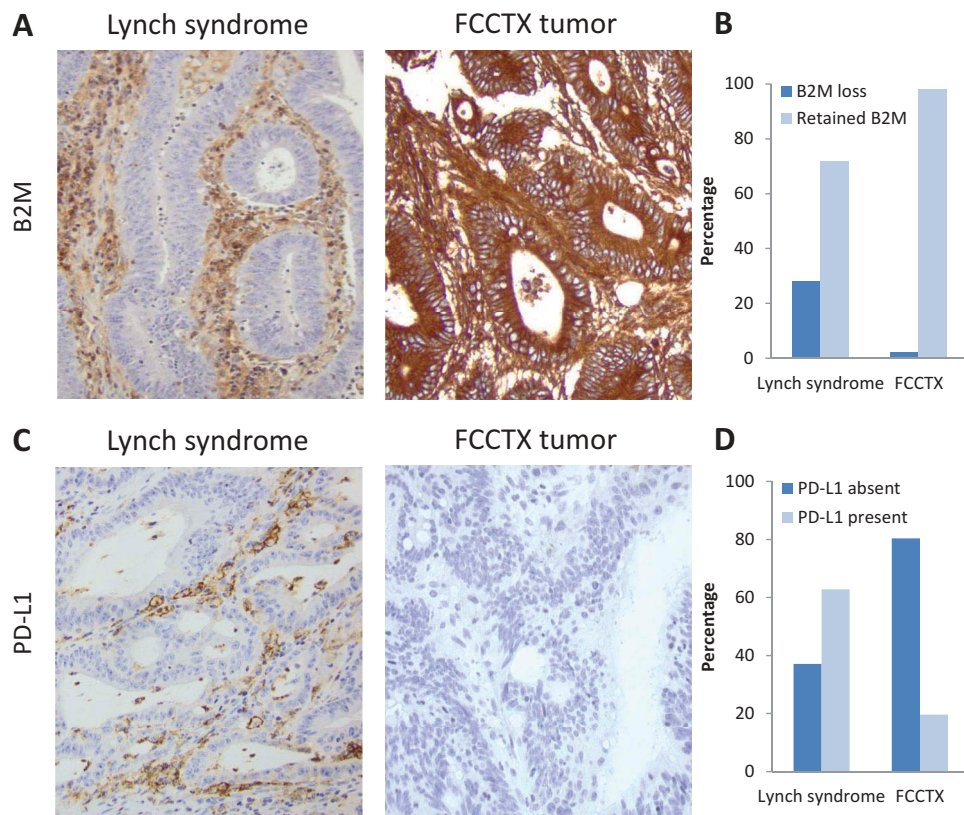 A
Lynch syndrome
FCCTX tumor
B2M
B
B2M loss
Retained B2M
Percentage
100
80
60
40
20
0
Lynch syndrome FCCTX
C
Lynch syndrome
FCCTX tumor
PD-L1
D
PD-L1 absent
PD-L1 present
Percentage
100
80
60
40
20
0
Lynch syndrome FCCTX